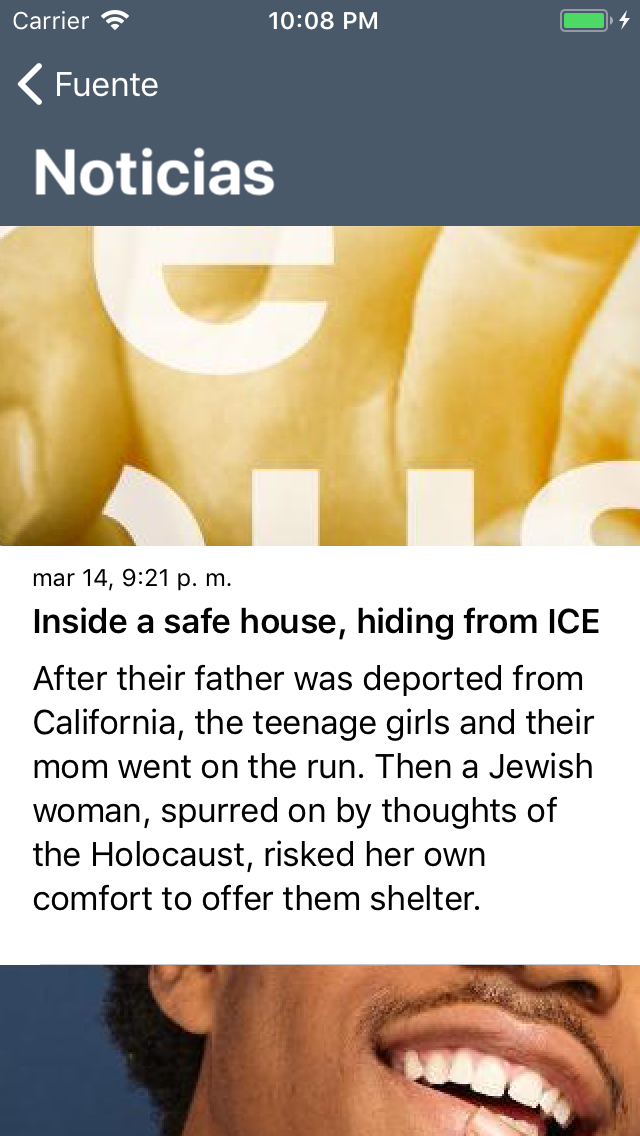 Carrier 10:08 PM
Fuente
Noticias
e
mar 14, 9:21 p. m.
Inside a safe house, hiding from ICE
After their father was deported from
California, the teenage girls and their
mom went on the run. Then a Jewish
woman, spurred on by thoughts of
the Holocaust, risked her own
comfort to offer them shelter.